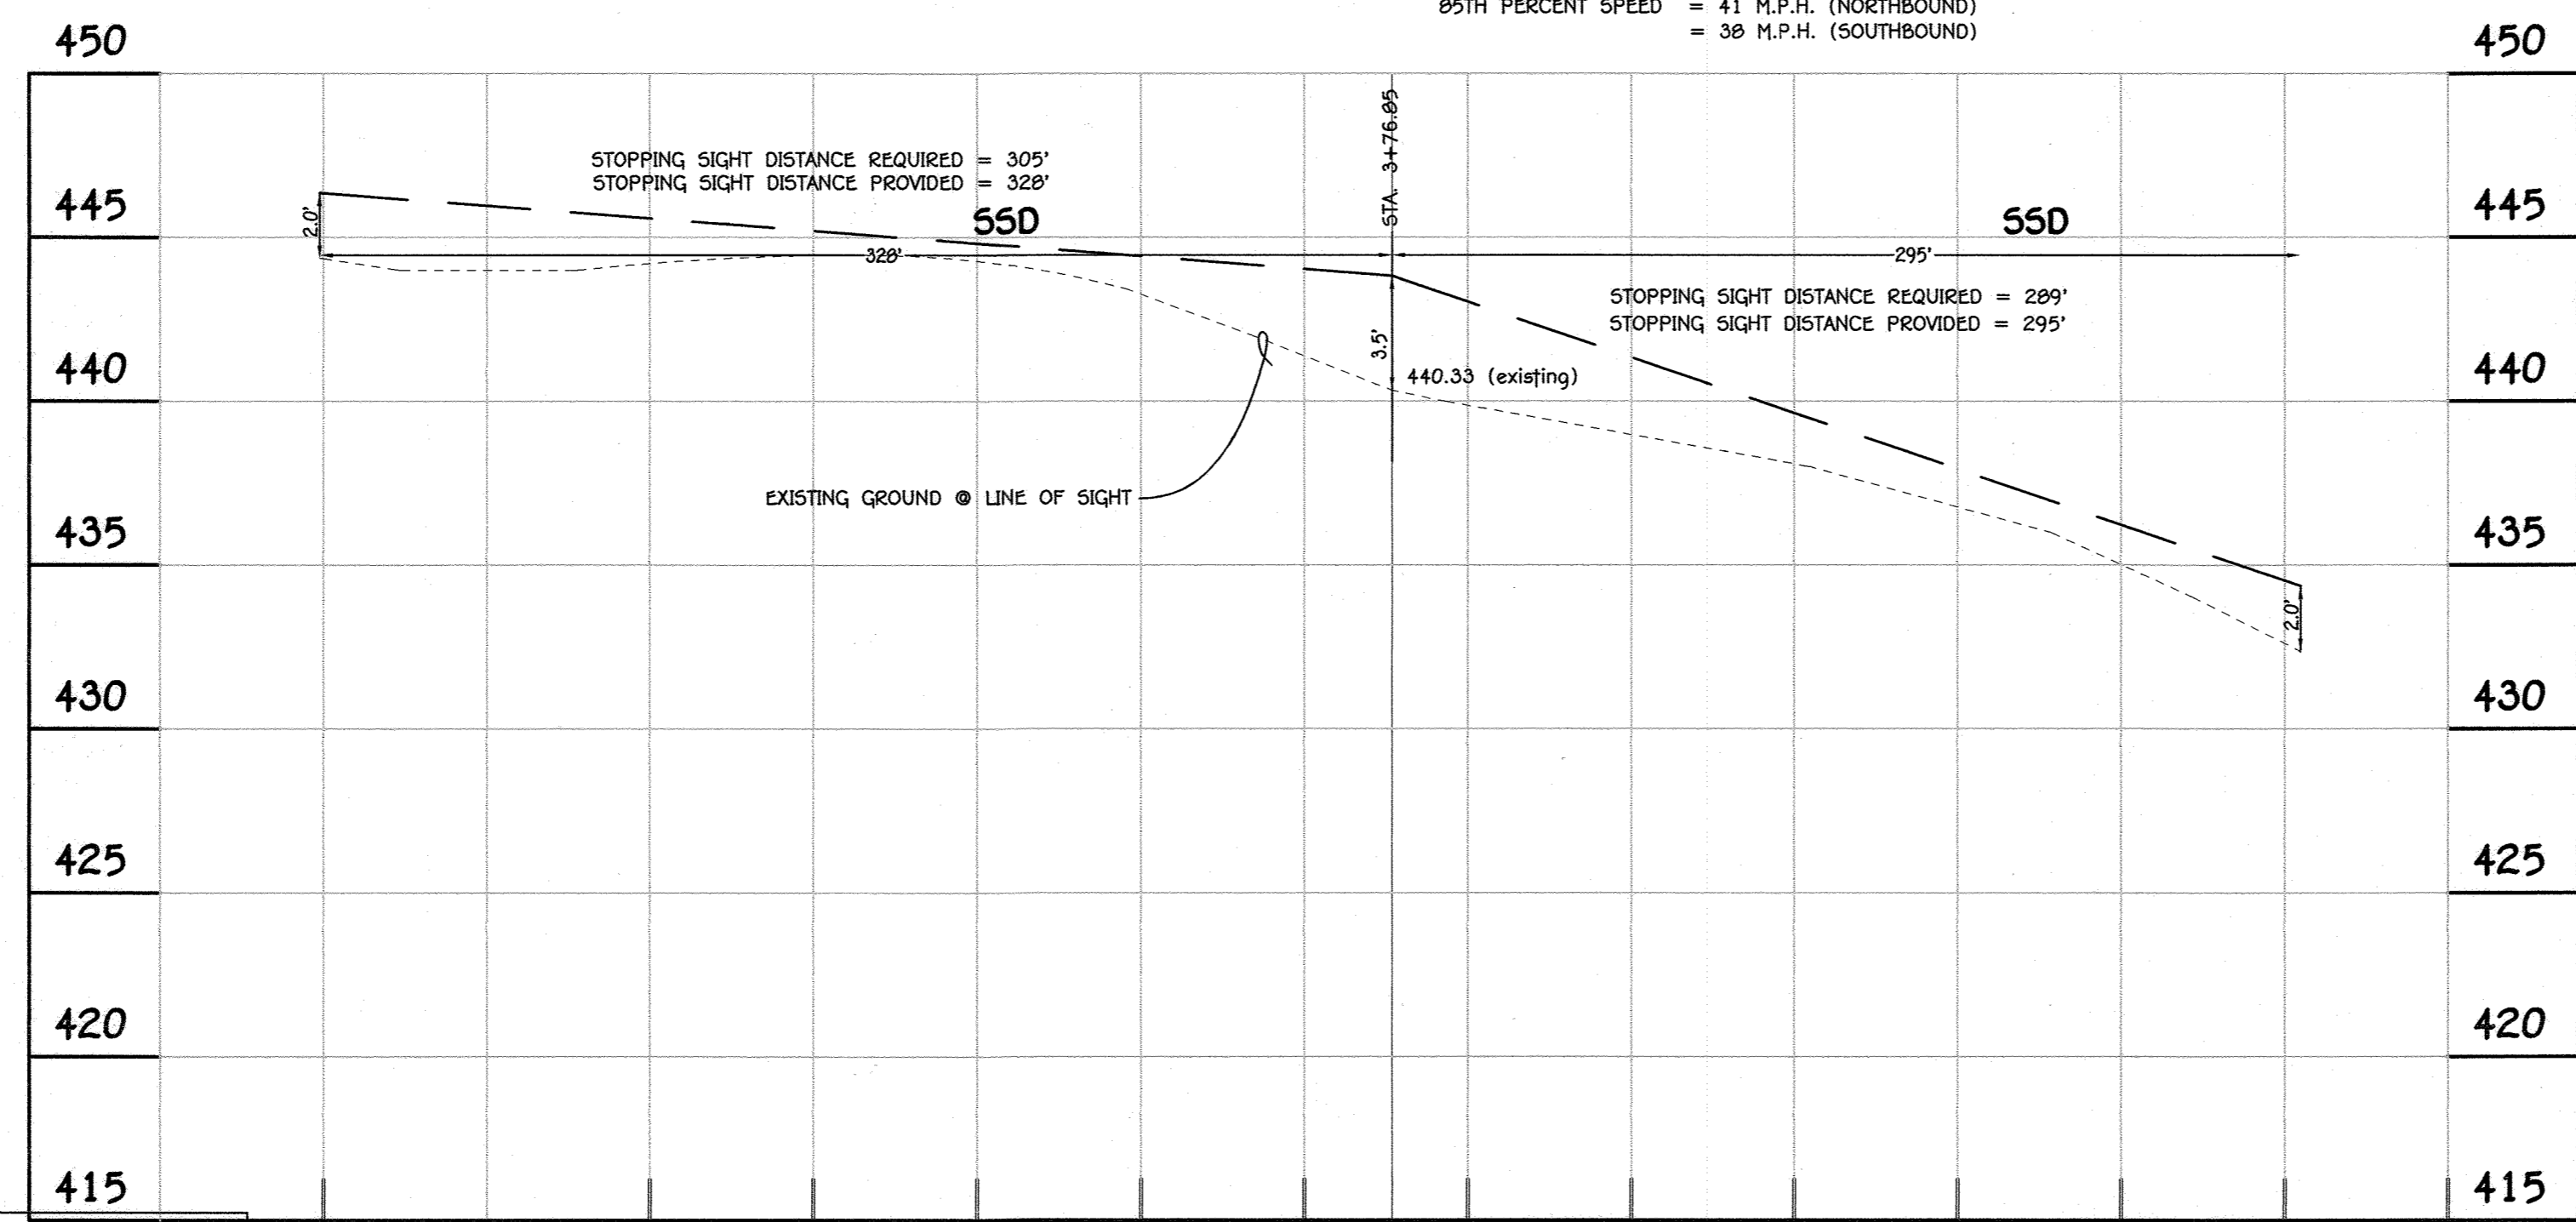 85TH PERCENT SPEED = 41 M.P.H. (NORTHBOUND)
= 38 M.P.H. (SOUTHBOUND)
450
450
STA. 3+76.85
STOPPING SIGHT DISTANCE REQUIRED = 305'
STOPPING SIGHT DISTANCE PROVIDED = 328'
445
2.0'
SSD
SSD
445
328'
295'
STOPPING SIGHT DISTANCE REQUIRED = 289'
STOPPING SIGHT DISTANCE PROVIDED = 295'
3.5'
440
440.33 (existing)
440
EXISTING GROUND @ LINE OF SIGHT
435
435
2.0'
430
430
425
425
420
420
415
415